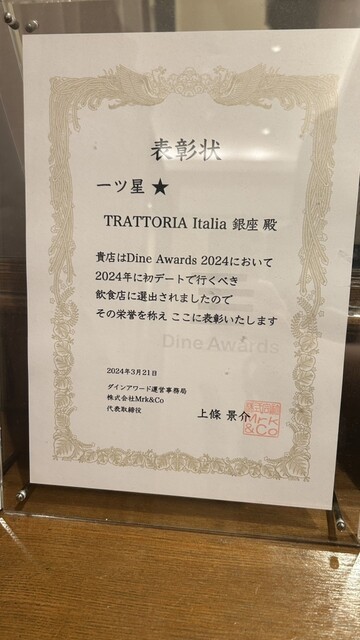 表彰状
一ツ星 ★
TRATTORIA Italia 銀座 殿
貴店はDine Awards 2024において
2024年に初デートで行くべき
飲食店に選出されましたので
その栄誉を称え ここに表彰いたします
Dine Awards
2024年3月21日
ダインアワード運営事務局
株式会社Mrk&Co
代表取締役
上條 景介
Mrk
&Co